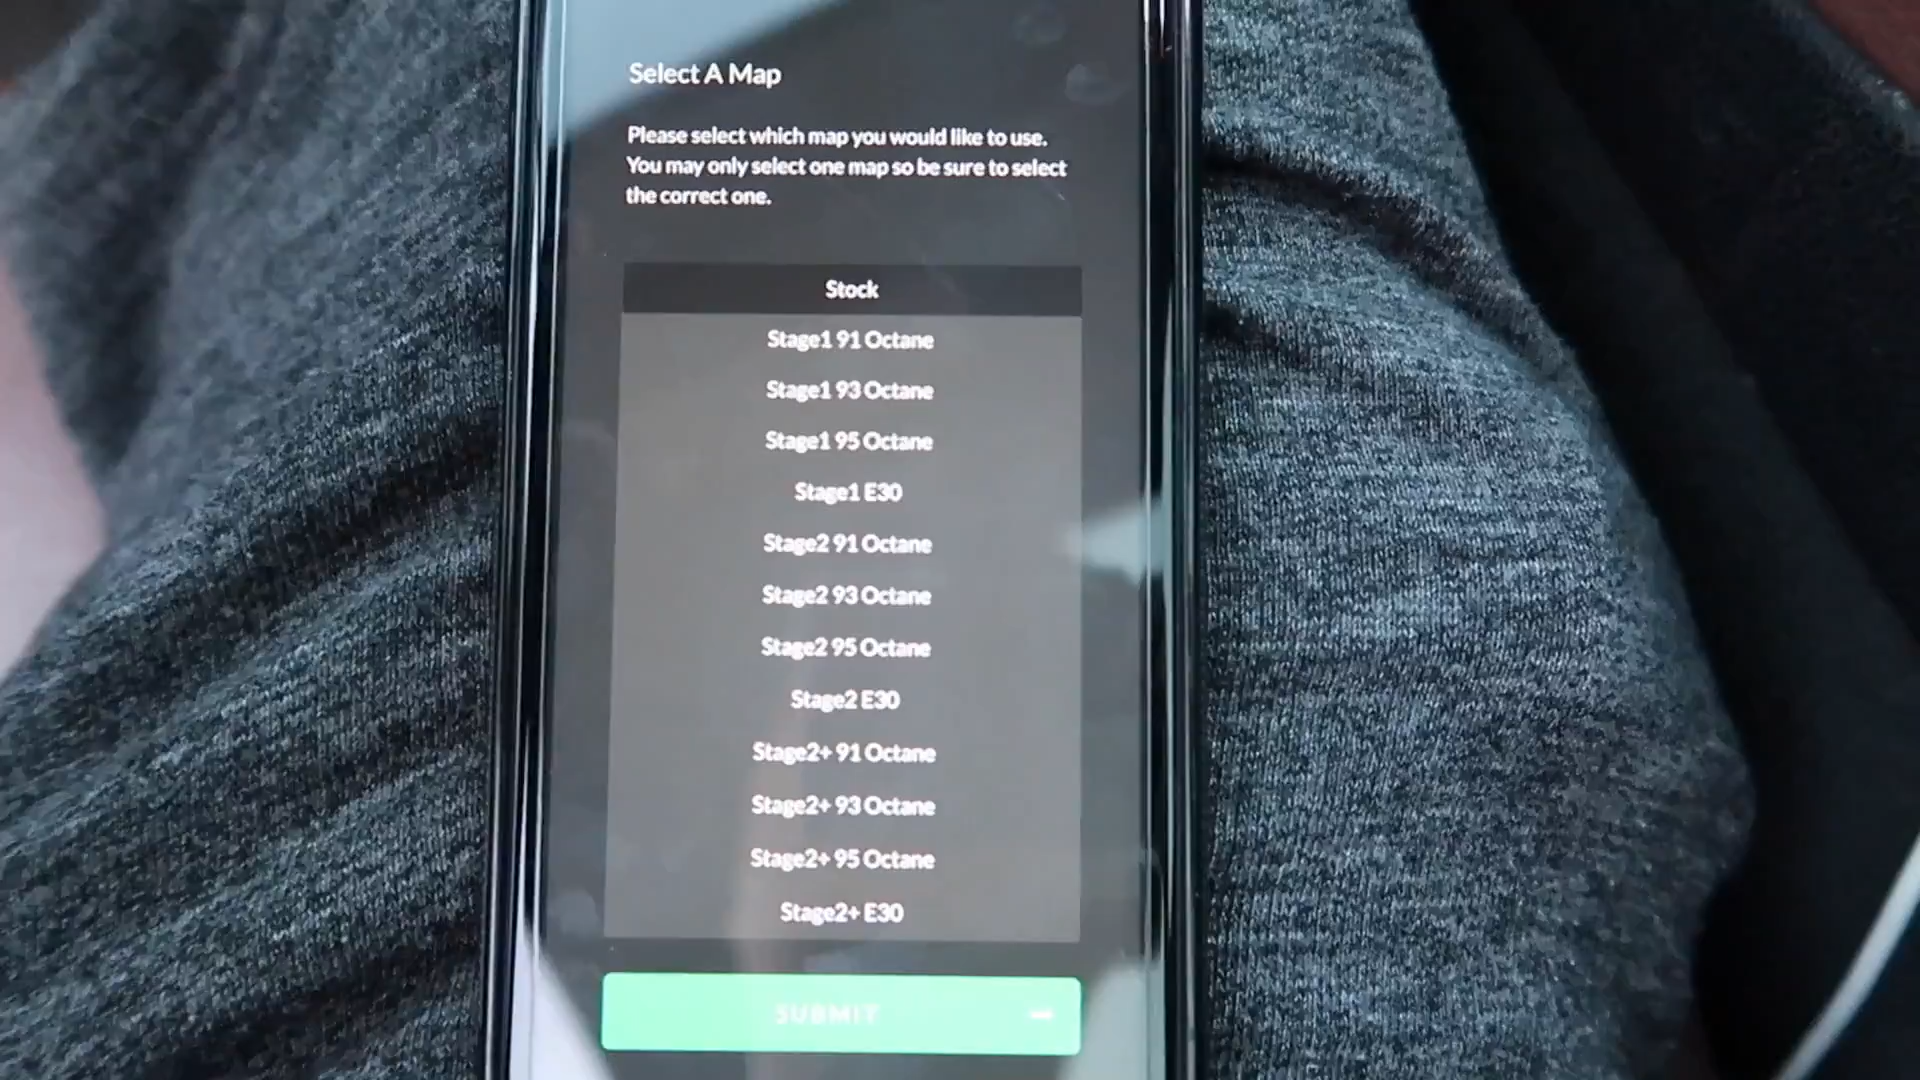 Select A Map
Please select which map you would like to use.
You may only select one map so be sure to select
the correct one.
Stock
Stage1 91 Octane
Stage1 93 Octane
Stage1 95 Octane
Stage1 E30
Stage2 91 Octane
Stage2 93 Octane
Stage2 95 Octane
Stage2 E30
Stage2+ 91 Octane
Stage2+ 93 Octane
Stage2+ 95 Octane
Stage2+ E30
SUBMIT